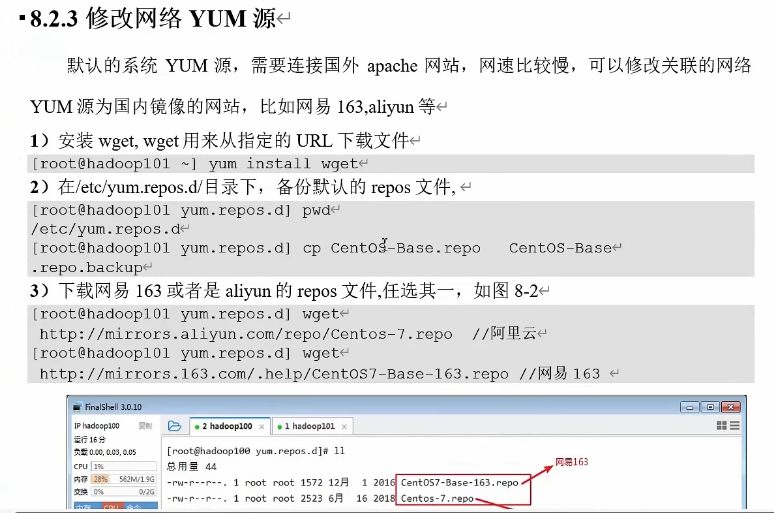 8.2.3 修改网络 YUM 源
默认的系统 YUM 源，需要连接国外 apache 网站，网速比较慢，可以修改关联的网络
YUM 源为国内镜像的网站，比如网易 163,aliyun 等
1）安装 wget, wget 用来从指定的 URL 下载文件
[root@hadoop101 ~] yum install wget
2）在/etc/yum.repos.d/目录下，备份默认的 repos 文件,
[root@hadoop101 yum.repos.d] pwd
/etc/yum.repos.d
[root@hadoop101 yum.repos.d] cp CentOS-Base.repo   CentOS-Base
.repo.backup
3）下载网易 163 或者是 aliyun 的 repos 文件,任选其一，如图 8-2
[root@hadoop101 yum.repos.d] wget
http://mirrors.aliyun.com/repo/Centos-7.repo  //阿里云
[root@hadoop101 yum.repos.d] wget
http://mirrors.163.com/.help/CentOS7-Base-163.repo //网易 163
FinalShell 3.0.10
IP hadoop100 复制
2 hadoop100 × 1 hadoop101 ×
运行 16 分
负载 0.00, 0.03, 0.05
CPU 1%
内存 28% 562M/1.9G
交换 0% 0/2G
内存 CPU 命令
[root@hadoop100 yum.repos.d]# ll
总用量 44
-rw-r--r--. 1 root root 1572 12月  1 2016 CentOS7-Base-163.repo
网易163
-rw-r--r--. 1 root root 2523 6月  16 2018 Centos-7.repo